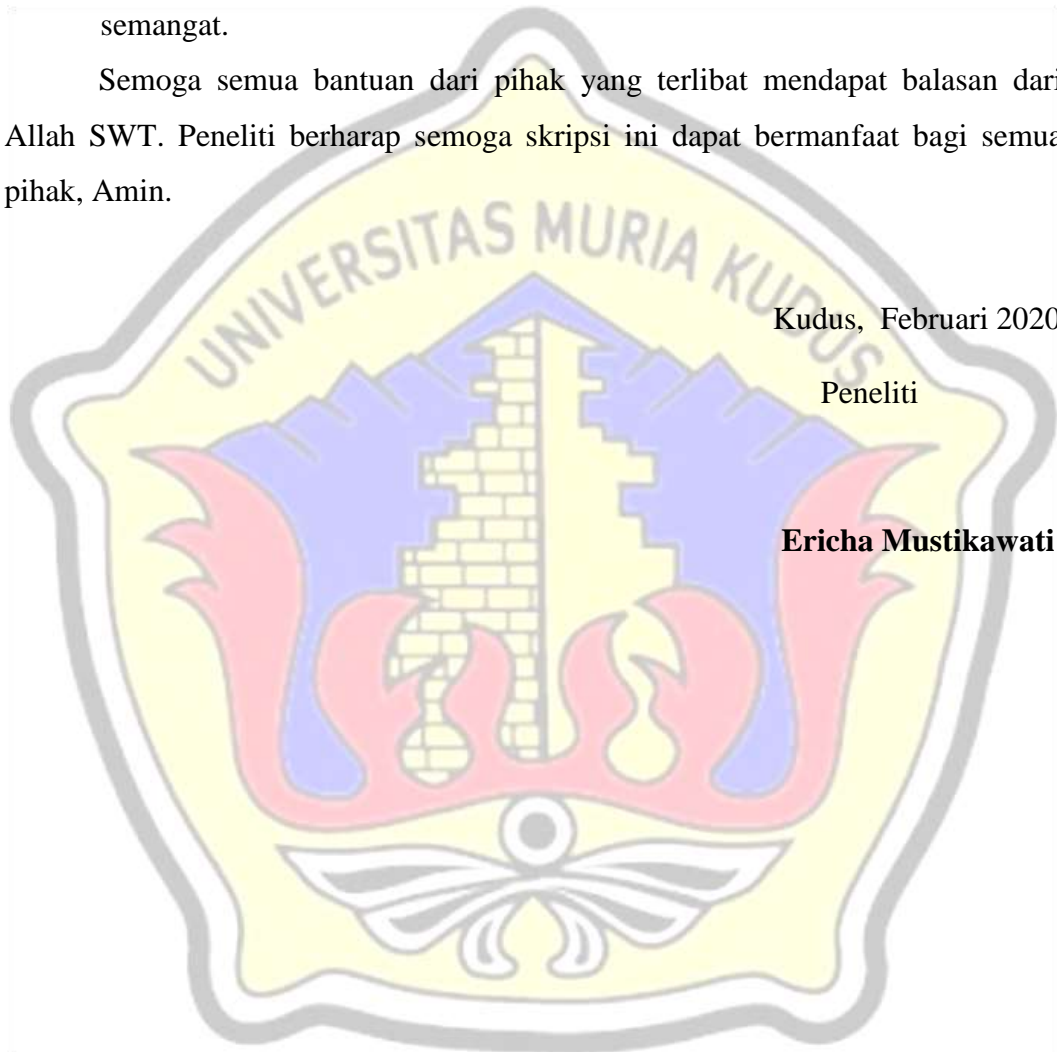 semangat.
Semoga semua bantuan dari pihak yang terlibat mendapat balasan dari
Allah SWT. Peneliti berharap semoga skripsi ini dapat bermanfaat bagi semua
pihak, Amin.
UNIVERSITAS MURIA KUDUS
Kudus, Februari 2020
Peneliti
Ericha Mustikawati